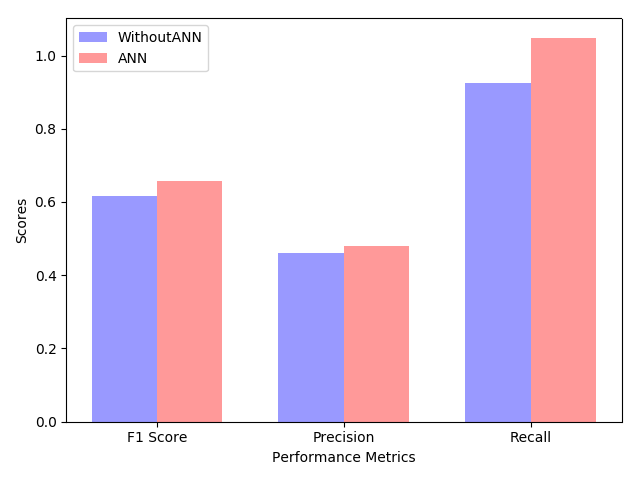 WithoutANN
ANN
1.0
0.8
0.6
0.4
0.2
0.0
Scores
F1 Score
Precision
Recall
Performance Metrics